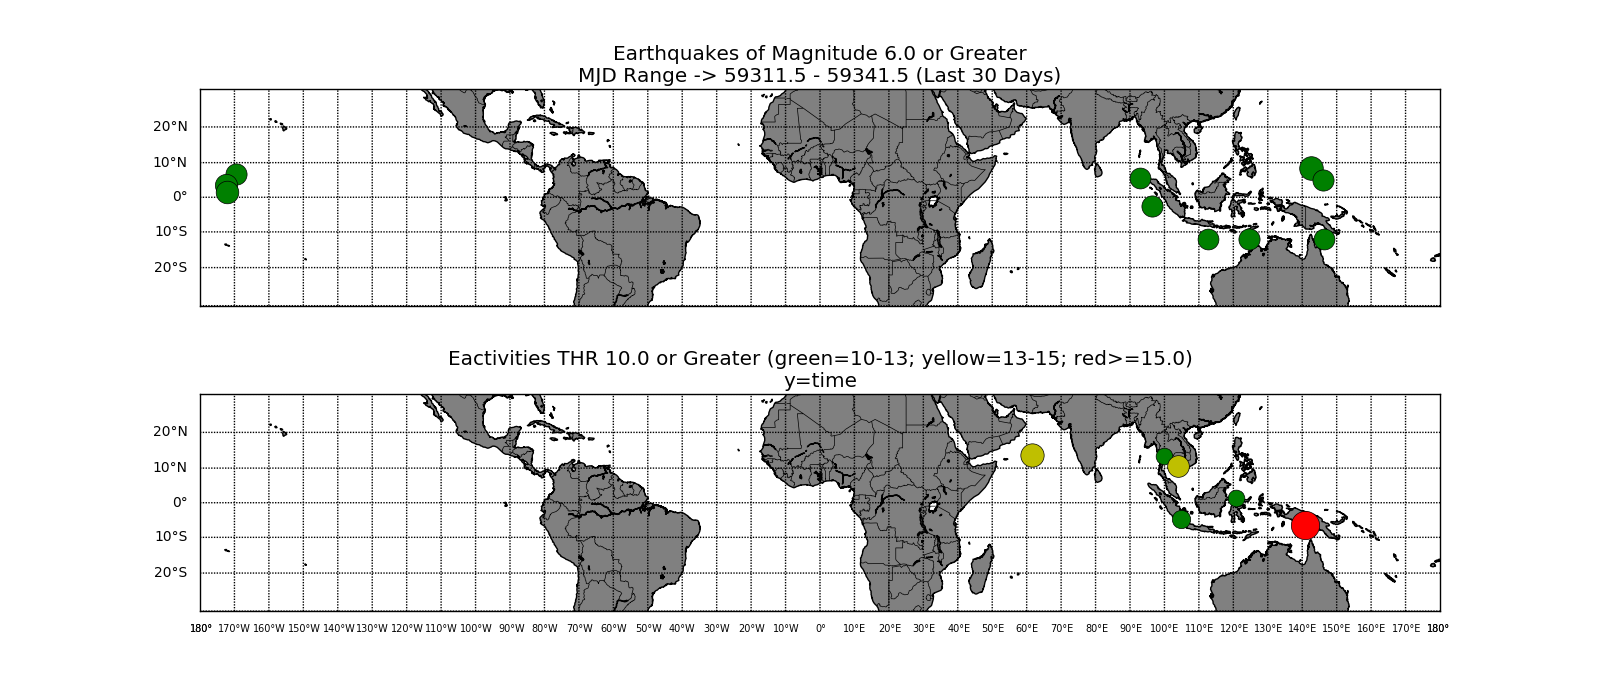 Earthquakes of Magnitude 6.0 or Greater
MJD Range -> 59311.5 - 59341.5 (Last 30 Days)
20°N
10°N
0°
10°S
20°S
Eactivities THR 10.0 or Greater (green=10-13; yellow=13-15; red>=15.0)
y=time
20°N
10°N
0°
10°S
20°S
180° 170°W 160°W 150°W 140°W 130°W 120°W 110°W 100°W 90°W 80°W 70°W 60°W 50°W 40°W 30°W 20°W 10°W 0° 10°E 20°E 30°E 40°E 50°E 60°E 70°E 80°E 90°E 100°E 110°E 120°E 130°E 140°E 150°E 160°E 170°E 180°